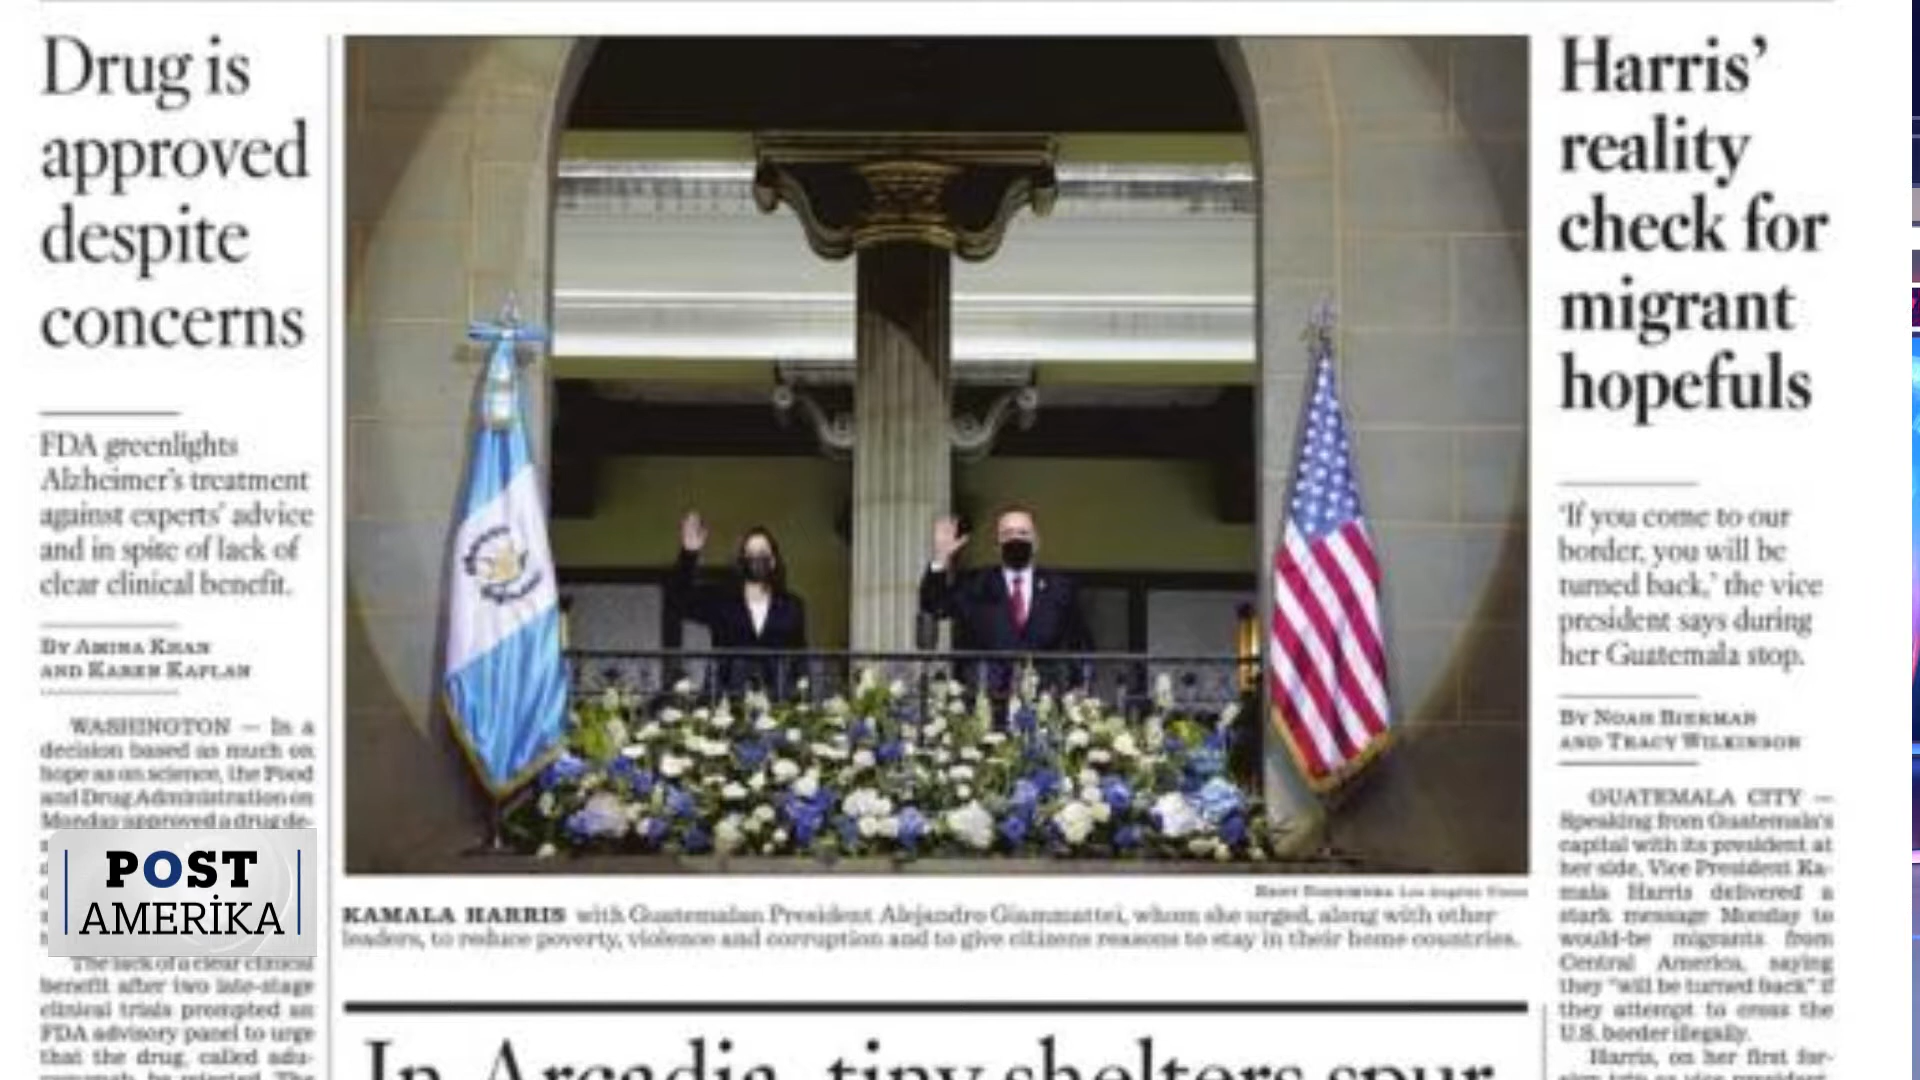 Drug is
approved
despite
concerns
FDA greenlights
Alzheimer's treatment
against experts' advice
and in spite of lack of
clear clinical benefit.
BY AMINA KHAN
AND KAREN KAPLAN
WASHINGTON — In a
decision based as much on
hope as on science, the Food
and Drug Administration on
Monday approved a drug de-
POST
AMERİKA
The lack of a clear clinical
benefit after two late-stage
clinical trials prompted an
FDA advisory panel to urge
that the drug, called adu-
Los Angeles Times
KAMALA HARRIS with Guatemalan President Alejandro Giammattei, whom she urged, along with other
leaders, to reduce poverty, violence and corruption and to give citizens reasons to stay in their home countries.
In Arcadia, tiny shelters spur
Harris'
reality
check for
migrant
hopefuls
'If you come to our
border, you will be
turned back,' the vice
president says during
her Guatemala stop.
BY NOAH BIERMAN
AND TRACY WILKINSON
GUATEMALA CITY —
Speaking from Guatemala's
capital with its president at
her side, Vice President Ka-
mala Harris delivered a
stark message Monday to
would-be migrants from
Central America, saying
they "will be turned back" if
they attempt to cross the
U.S. border illegally.
Harris, on her first for-